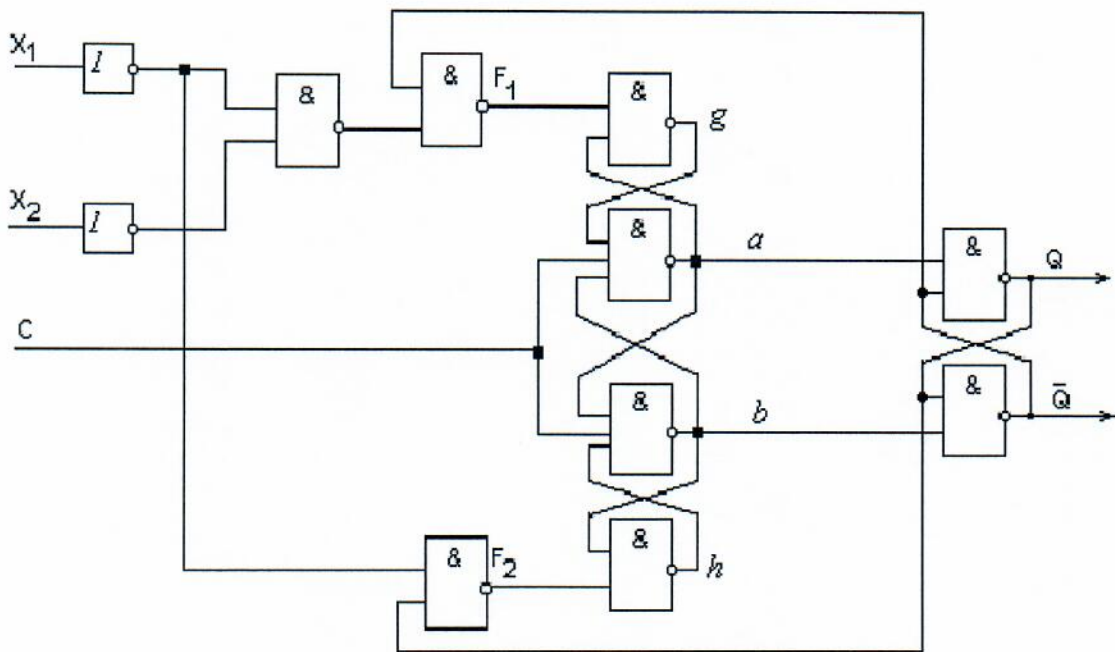 X₁ 1 & & F₁ & g
X₂ 1 & a & Q
C
& b & Q̄
& F₂ & h